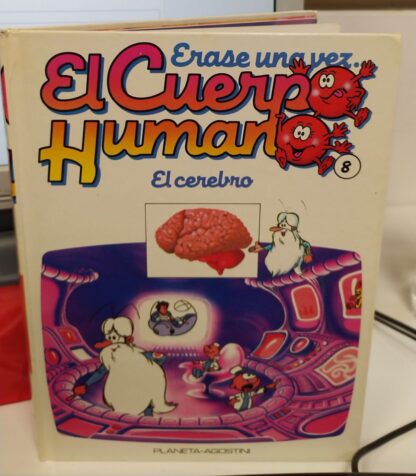 Erase una vez...
El Cuerpo
Humano
8
El cerebro
PLANETA-AGOSTINI